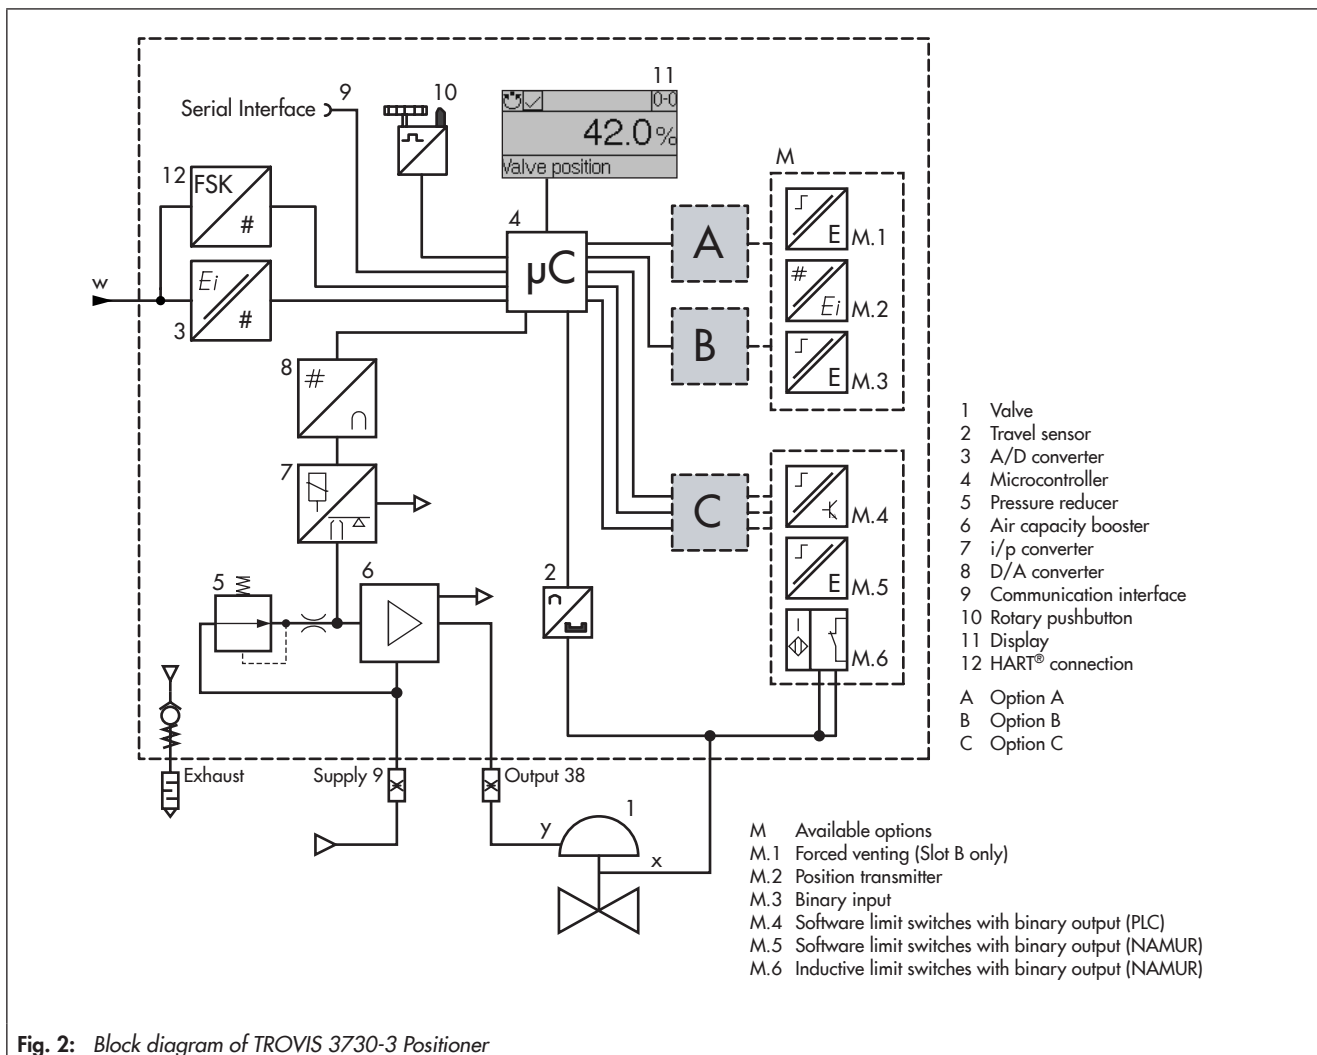 Serial Interface
9
10
11
0-0
42.0%
Valve position
M
12
FSK
#
4
µC
A
E
M.1
w
Ei
#
3
#
Ei
M.2
B
E
M.3
8
#
7
C
M.4
E
M.5
M.6
5
6
2
Exhaust
Supply 9
Output 38
y
1
x
1 Valve
2 Travel sensor
3 A/D converter
4 Microcontroller
5 Pressure reducer
6 Air capacity booster
7 i/p converter
8 D/A converter
9 Communication interface
10 Rotary pushbutton
11 Display
12 HART® connection
A Option A
B Option B
C Option C
M Available options
M.1 Forced venting (Slot B only)
M.2 Position transmitter
M.3 Binary input
M.4 Software limit switches with binary output (PLC)
M.5 Software limit switches with binary output (NAMUR)
M.6 Inductive limit switches with binary output (NAMUR)
Fig. 2: Block diagram of TROVIS 3730-3 Positioner